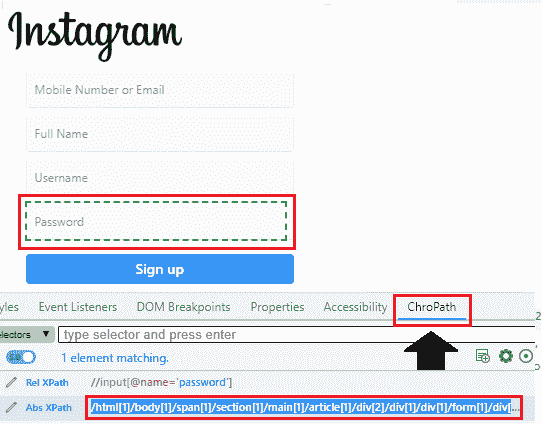 Instagram
Mobile Number or Email
Full Name
Username
Password
Sign up
yles Event Listeners DOM Breakpoints Properties Accessibility ChroPath
electors ▼ type selector and press enter
1 element matching.
Rel XPath //input[@name='password']
Abs XPath /html[1]/body[1]/span[1]/section[1]/main[1]/article[1]/div[2]/div[1]/div[1]/form[1]/div[...